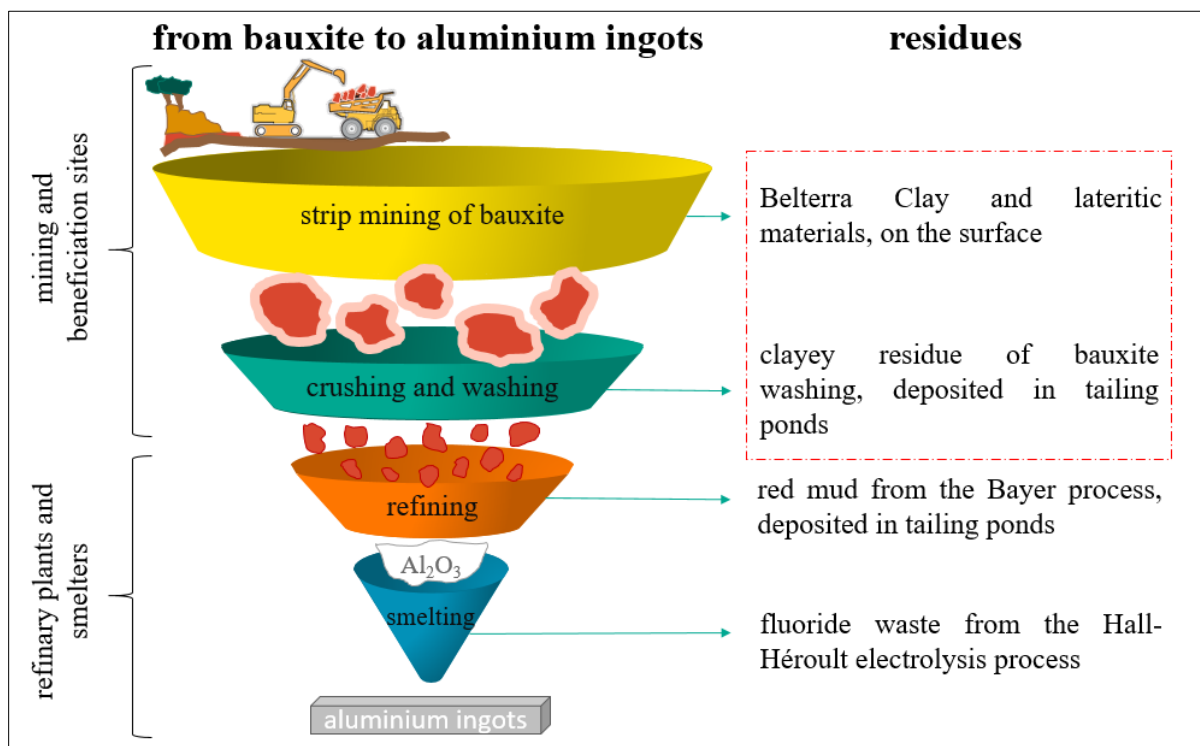 from bauxite to aluminium ingots
residues
mining and
beneficiation sites
strip mining of bauxite
Belterra Clay and lateritic
materials, on the surface
crushing and washing
clayey residue of bauxite
washing, deposited in tailing
ponds
refinary plants and
smelters
refining
red mud from the Bayer process,
deposited in tailing ponds
Al₂O₃
smelting
fluoride waste from the Hall-
Héroult electrolysis process
aluminium ingots